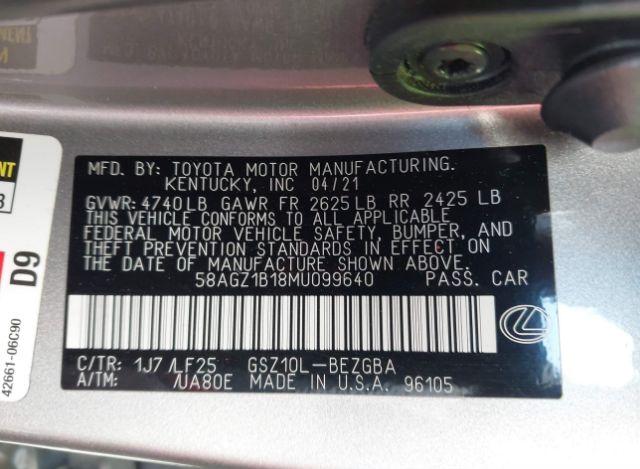 MFD. BY: TOYOTA MOTOR MANUFACTURING.
KENTUCKY, INC 04/21
GVWR: 4740LB GAWR FR 2625LB RR 2425 LB
THIS VEHICLE CONFORMS TO ALL APPLICABLE
FEDERAL MOTOR VEHICLE SAFETY, BUMPER, AND
THEFT PREVENTION STANDARDS IN EFFECT ON
THE DATE OF MANUFACTURE SHOWN ABOVE.
58AGZ1B18MU099640 PASS. CAR
C/TR: 1J7 /LF25 GSZ10L-BEZGBA
A/TM: /UA80E MADE IN U.S.A. 96105
D9
42661-06C90